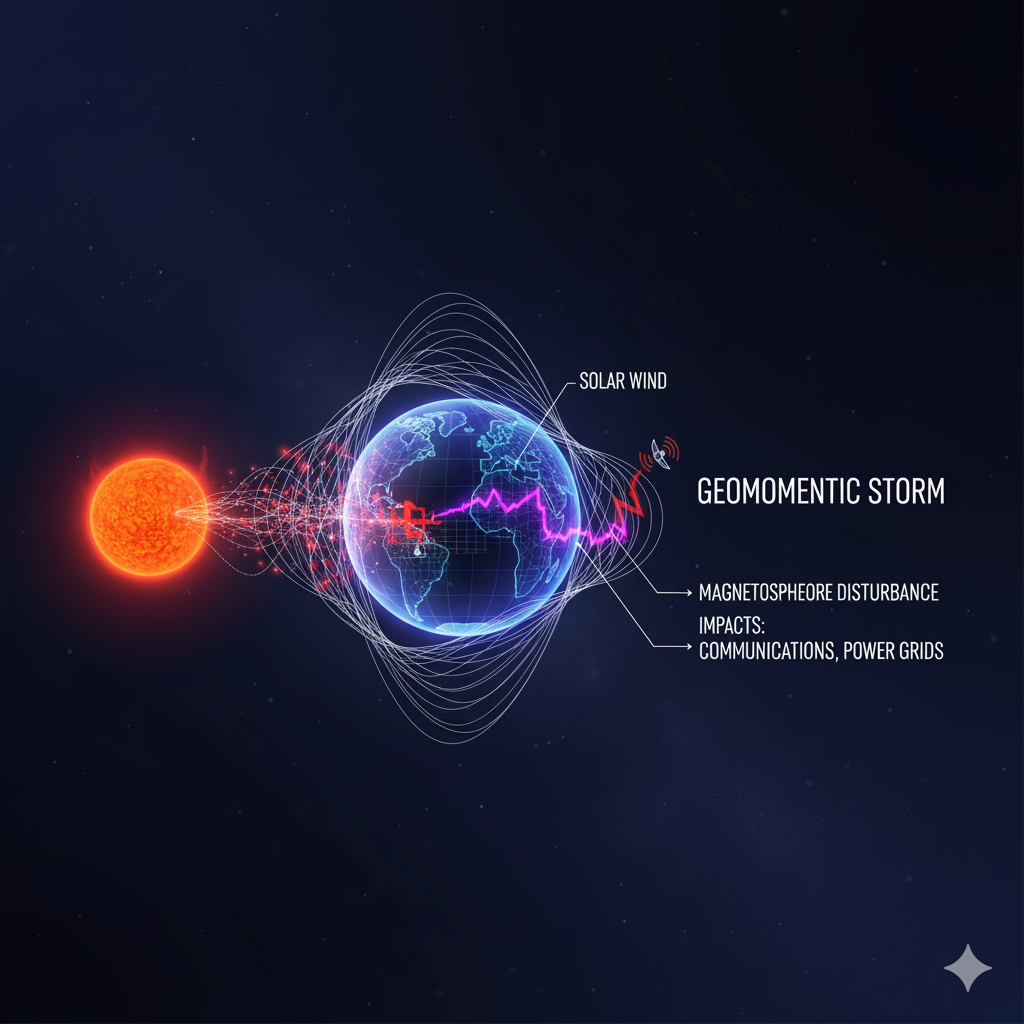 SOLAR WIND
GEOMOMENTIC STORM
MAGNETOSPHEORE DISTURBANCE
IMPACTS:
COMMUNICATIONS, POWER GRIDS